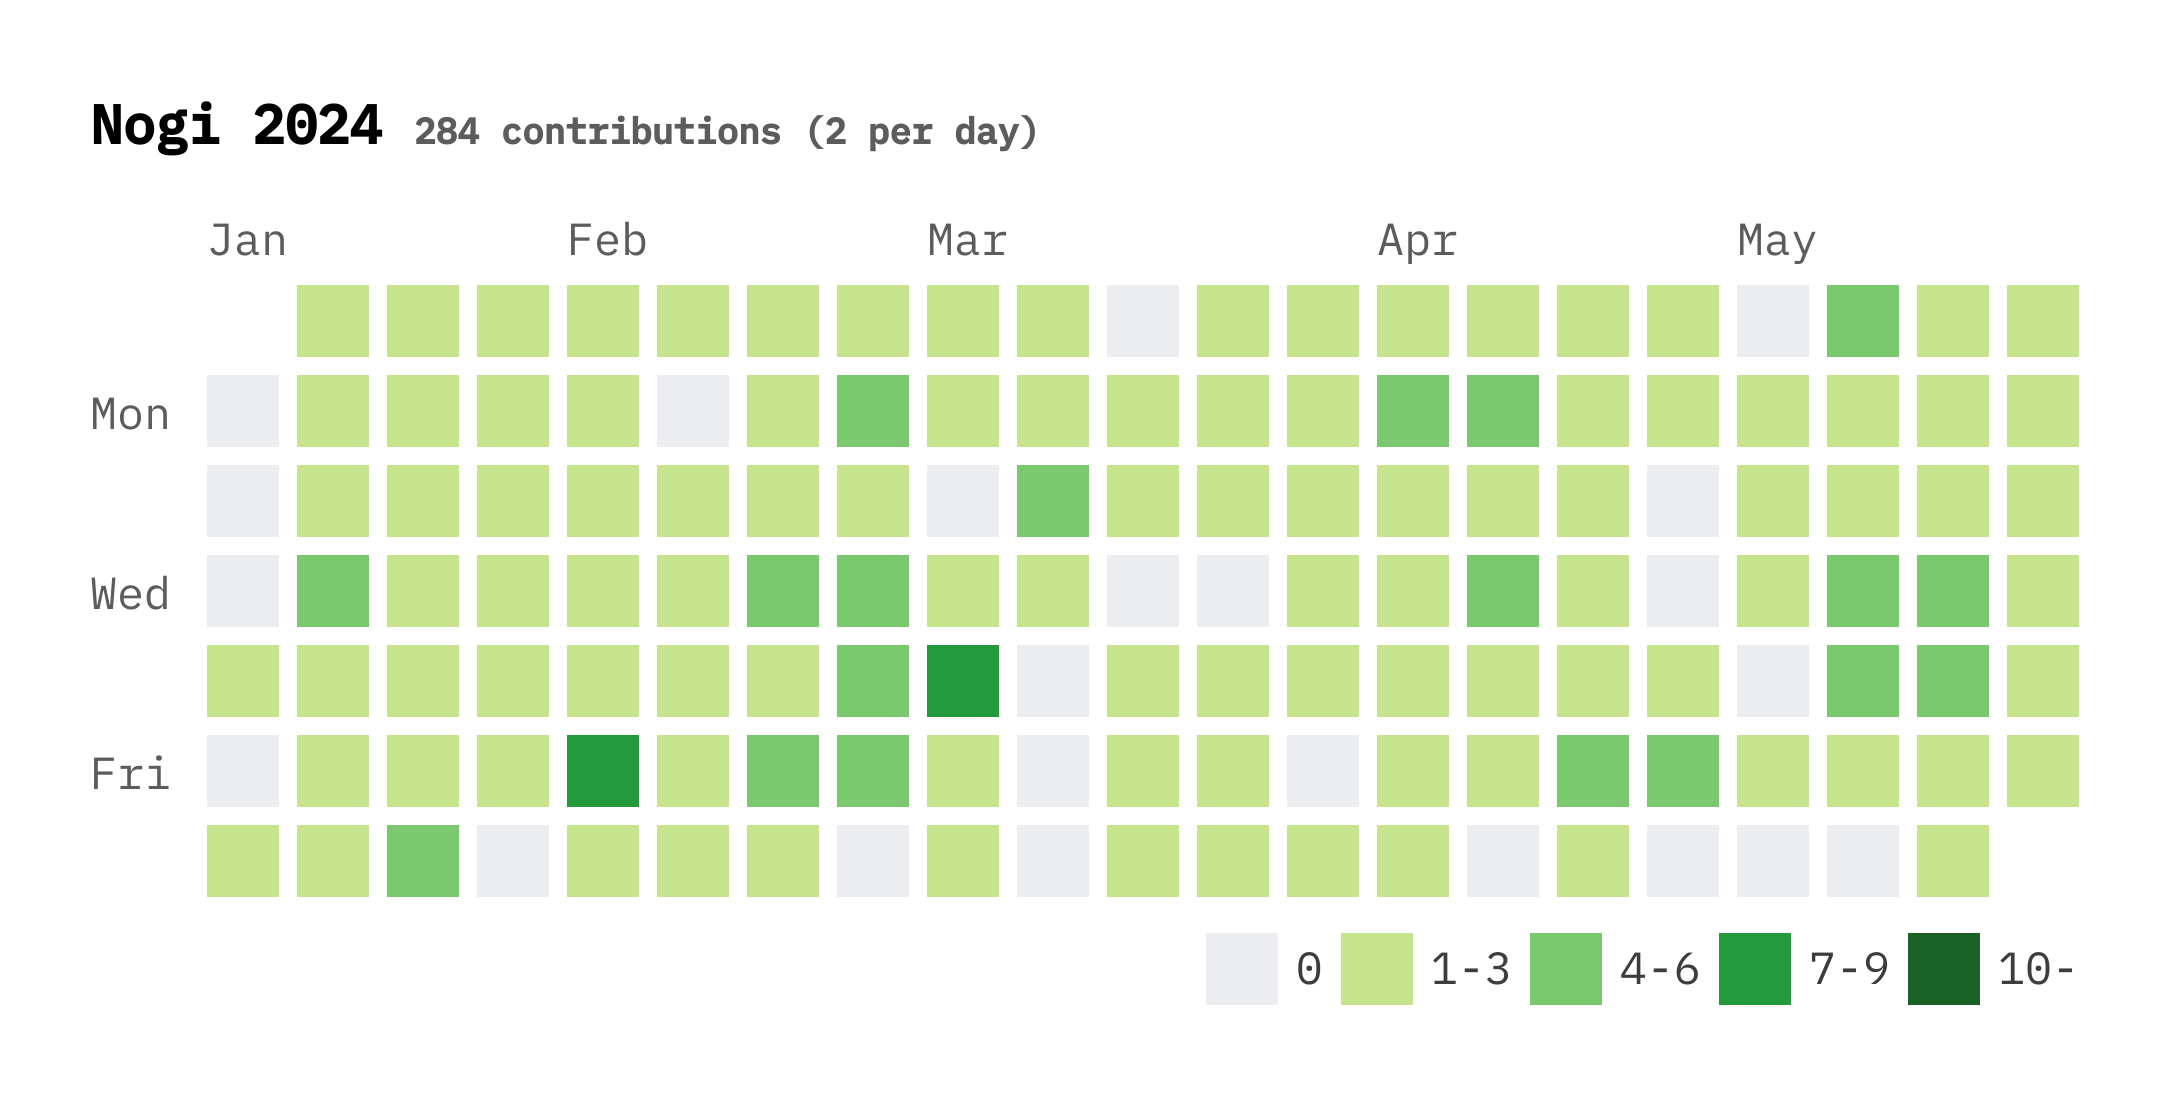 Nogi 2024 284 contributions (2 per day)
Jan Feb Mar Apr May
Mon
Wed
Fri
0 1-3 4-6 7-9 10-